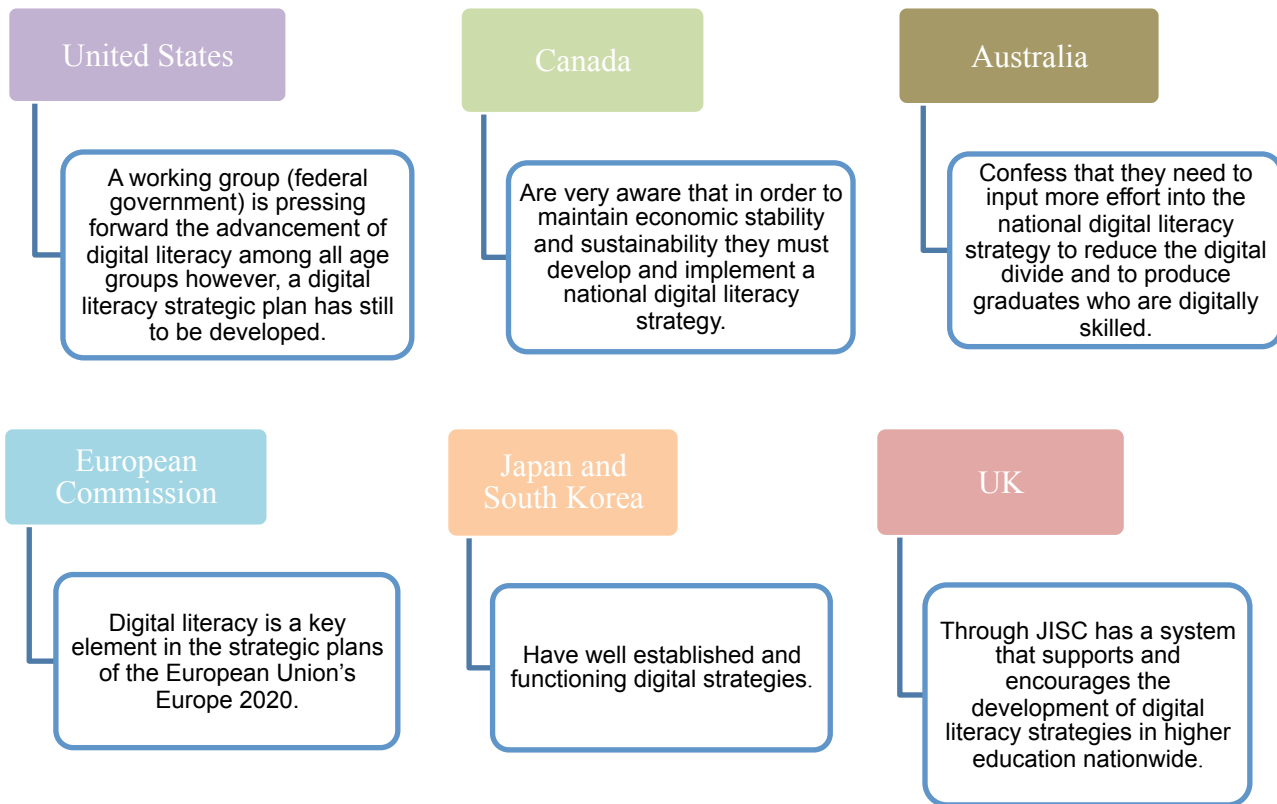 United States
A working group (federal
government) is pressing
forward the advancement of
digital literacy among all age
groups however, a digital
literacy strategic plan has still
to be developed.
Canada
Are very aware that in order to
maintain economic stability
and sustainability they must
develop and implement a
national digital literacy
strategy.
Australia
Confess that they need to
input more effort into the
national digital literacy
strategy to reduce the digital
divide and to produce
graduates who are digitally
skilled.
European
Commission
Digital literacy is a key
element in the strategic plans
of the European Union’s
Europe 2020.
Japan and
South Korea
Have well established and
functioning digital strategies.
UK
Through JISC has a system
that supports and
encourages the
development of digital
literacy strategies in higher
education nationwide.